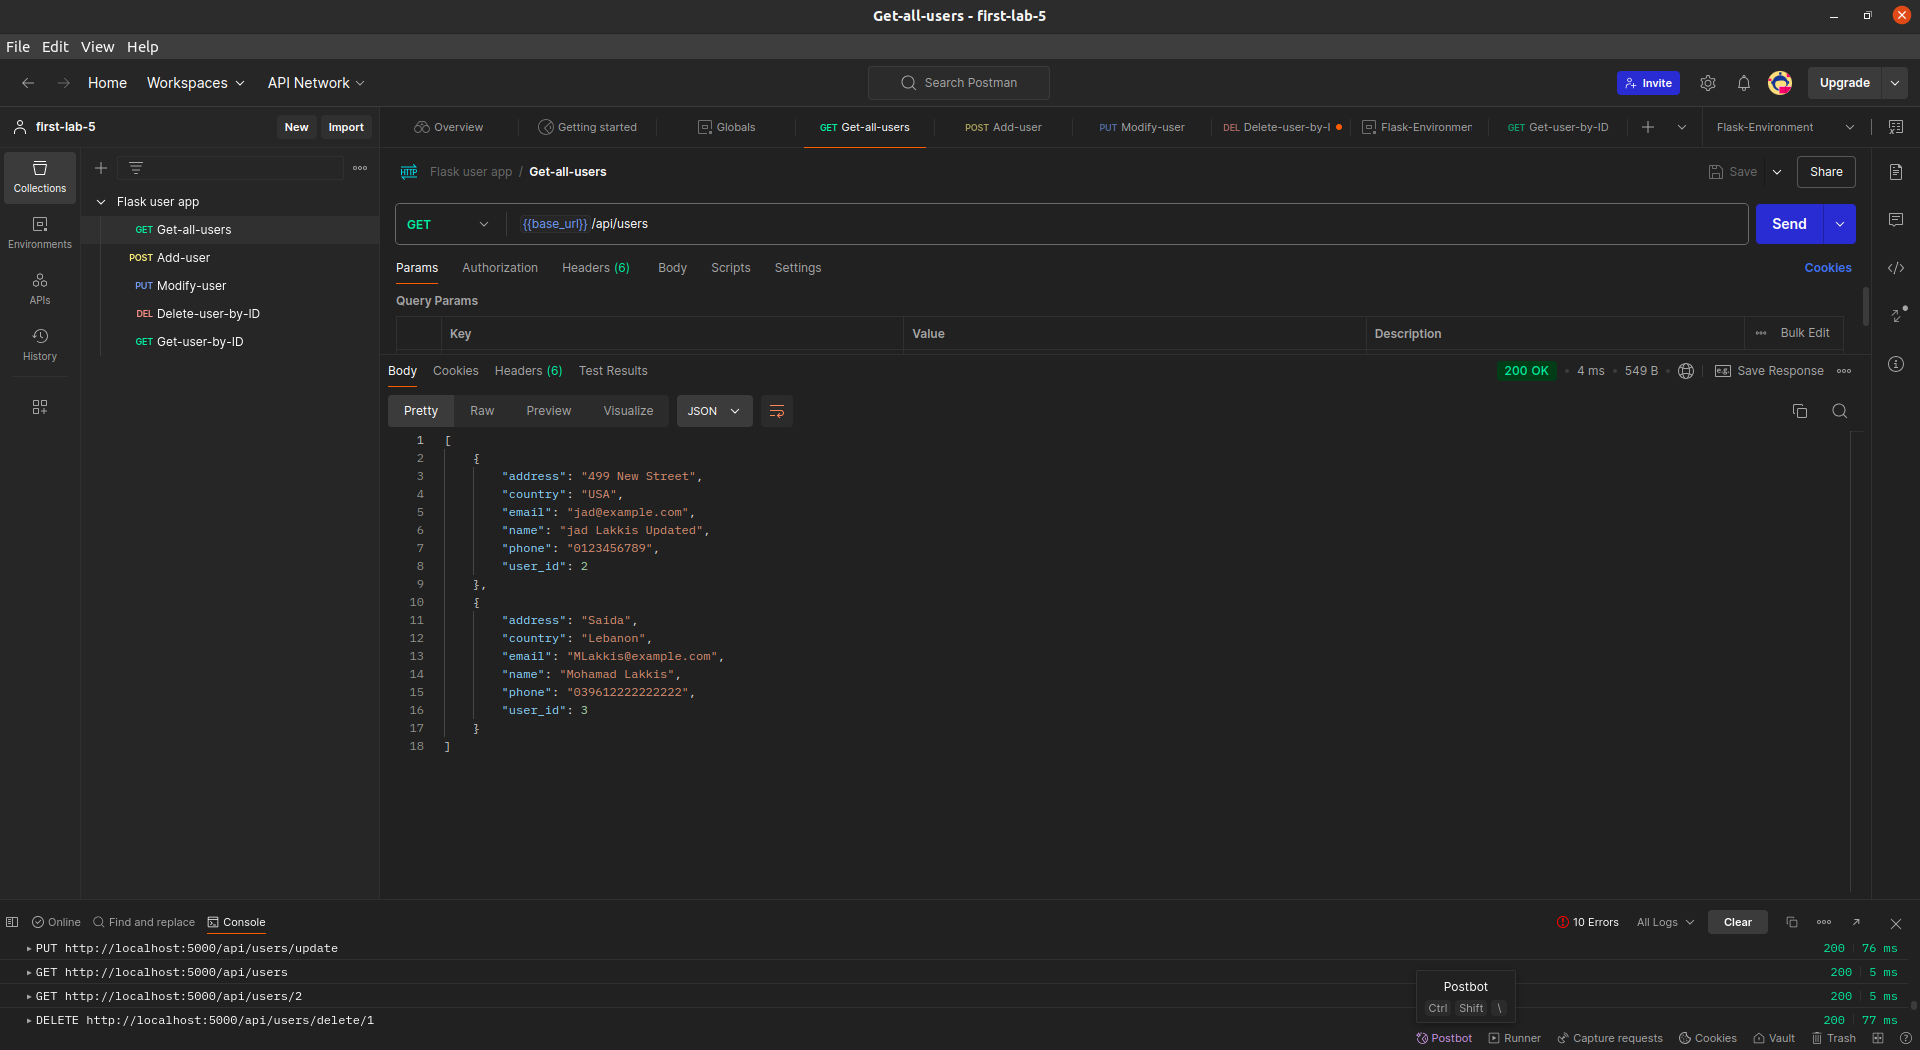 Get-all-users - first-lab-5
File Edit View Help
Home Workspaces API Network Search Postman Invite Upgrade
first-lab-5 New Import
Overview Getting started Globals GET Get-all-users POST Add-user PUT Modify-user DEL Delete-user-by-I Flask-Environmer GET Get-user-by-ID Flask-Environment
Collections
Environments
APIs
History
Flask user app
GET Get-all-users
POST Add-user
PUT Modify-user
DEL Delete-user-by-ID
GET Get-user-by-ID
HTTP Flask user app / Get-all-users Save Share
GET {{base_url}}/api/users Send
Params Authorization Headers (6) Body Scripts Settings Cookies
Query Params
Key Value Description Bulk Edit
Body Cookies Headers (6) Test Results 200 OK 4 ms 549 B e.g. Save Response
Pretty Raw Preview Visualize JSON
1 [
2 {
3 "address": "499 New Street",
4 "country": "USA",
5 "email": "jad@example.com",
6 "name": "jad Lakkis Updated",
7 "phone": "0123456789",
8 "user_id": 2
9 },
10 {
11 "address": "Saida",
12 "country": "Lebanon",
13 "email": "MLakkis@example.com",
14 "name": "Mohamad Lakkis",
15 "phone": "039612222222222",
16 "user_id": 3
17 }
18 ]
Online Find and replace Console 10 Errors All Logs Clear
PUT http://localhost:5000/api/users/update 200 76 ms
GET http://localhost:5000/api/users 200 5 ms
GET http://localhost:5000/api/users/2 200 5 ms
DELETE http://localhost:5000/api/users/delete/1 200 77 ms
Postbot
Ctrl Shift \
Postbot Runner Capture requests Cookies Vault Trash